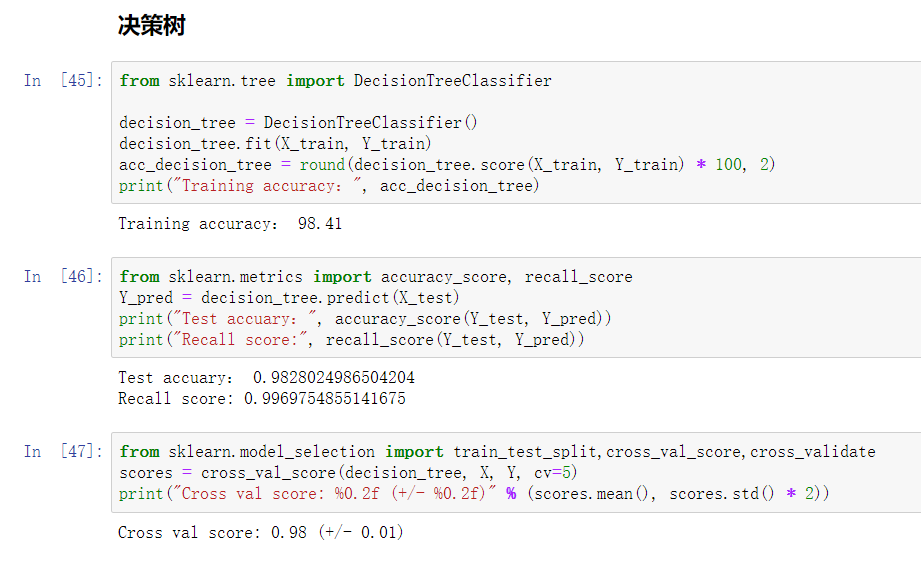 决策树
In [45]:
from sklearn.tree import DecisionTreeClassifier
decision_tree = DecisionTreeClassifier()
decision_tree.fit(X_train, Y_train)
acc_decision_tree = round(decision_tree.score(X_train, Y_train) * 100, 2)
print("Training accuracy: ", acc_decision_tree)
Training accuracy:  98.41
In [46]:
from sklearn.metrics import accuracy_score, recall_score
Y_pred = decision_tree.predict(X_test)
print("Test accuary: ", accuracy_score(Y_test, Y_pred))
print("Recall score:", recall_score(Y_test, Y_pred))
Test accuary:  0.9828024986504204
Recall score: 0.9969754855141675
In [47]:
from sklearn.model_selection import train_test_split,cross_val_score,cross_validate
scores = cross_val_score(decision_tree, X, Y, cv=5)
print("Cross val score: %0.2f (+/- %0.2f)" % (scores.mean(), scores.std() * 2))
Cross val score: 0.98 (+/- 0.01)